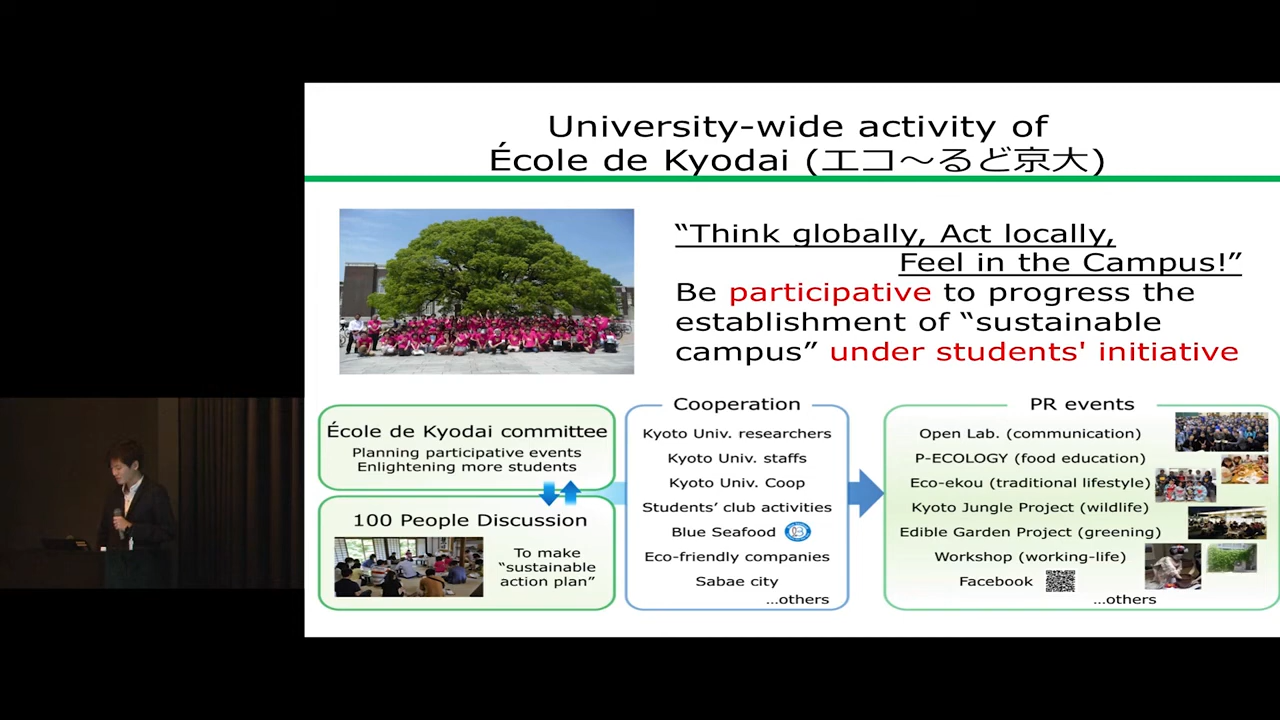 University-wide activity of
École de Kyodai (エコ～るど京大)
“Think globally, Act locally,
Feel in the Campus!”
Be participative to progress the
establishment of “sustainable
campus” under students' initiative
École de Kyodai committee
Planning participative events
Enlightening more students
100 People Discussion
To make
“sustainable
action plan”
Cooperation
Kyoto Univ. researchers
Kyoto Univ. staffs
Kyoto Univ. Coop
Students’ club activities
Blue Seafood
Eco-friendly companies
Sabae city
...others
PR events
Open Lab. (communication)
P-ECOLOGY (food education)
Eco-ekou (traditional lifestyle)
Kyoto Jungle Project (wildlife)
Edible Garden Project (greening)
Workshop (working-life)
Facebook
...others